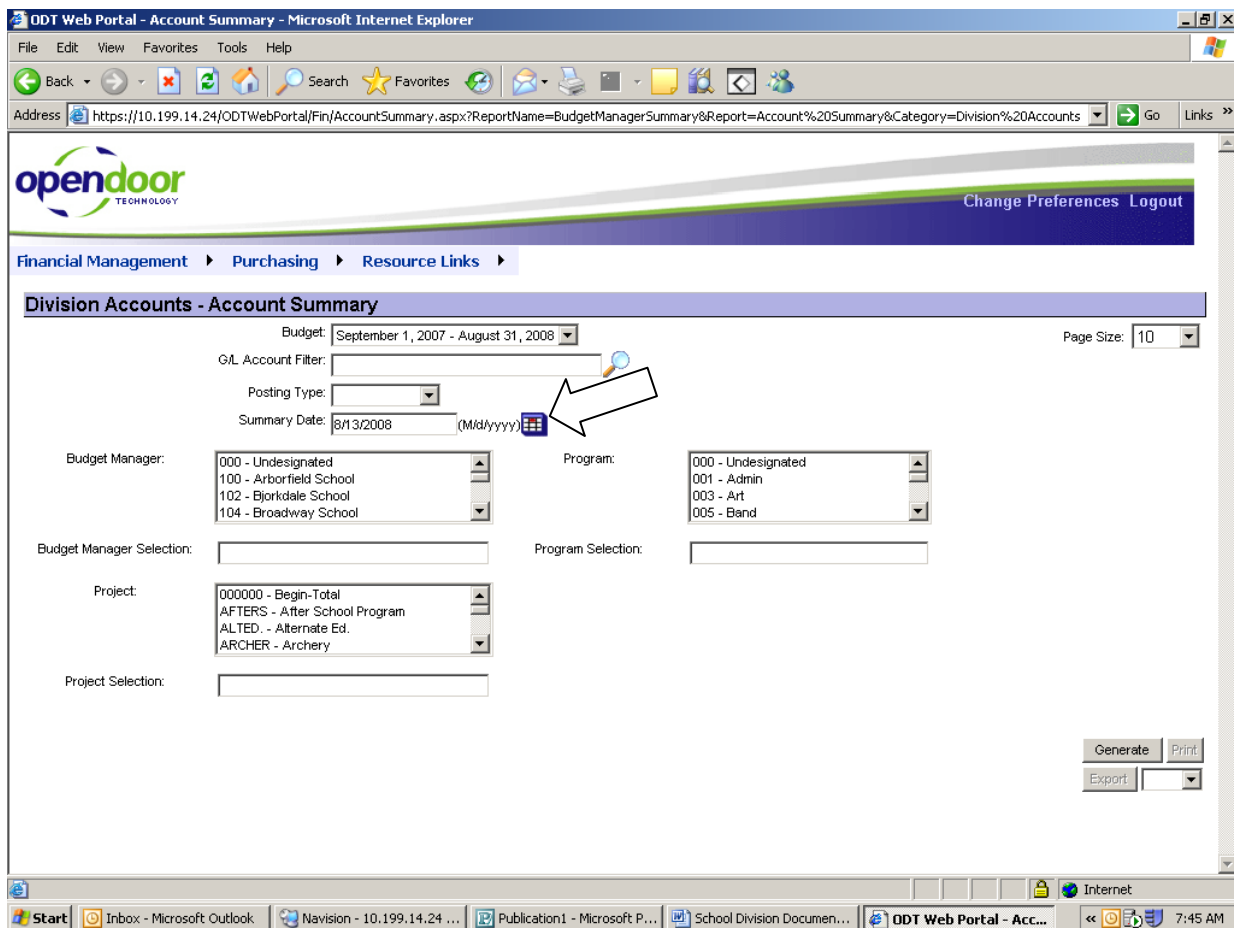 ODT Web Portal - Account Summary - Microsoft Internet Explorer
File Edit View Favorites Tools Help
Back Search Favorites
Address https://10.199.14.24/ODTWebPortal/Fin/AccountSummary.aspx?ReportName=BudgetManagerSummary&Report=Account%20Summary&Category=Division%20Accounts Go Links »
opendoor
TECHNOLOGY
Change Preferences Logout
Financial Management Purchasing Resource Links
Division Accounts - Account Summary
Budget: September 1, 2007 - August 31, 2008 Page Size: 10
G/L Account Filter:
Posting Type:
Summary Date: 8/13/2008 (M/d/yyyy)
Budget Manager: 000 - Undesignated Program: 000 - Undesignated
100 - Arborfield School 001 - Admin
102 - Bjorkdale School 003 - Art
104 - Broadway School 005 - Band
Budget Manager Selection: Program Selection:
Project: 000000 - Begin-Total
AFTERS - After School Program
ALTED. - Alternate Ed.
ARCHER - Archery
Project Selection:
Generate Print
Export
Internet
Start Inbox - Microsoft Outlook Navision - 10.199.14.24 ... Publication1 - Microsoft P... School Division Documen... ODT Web Portal - Acc... « 7:45 AM